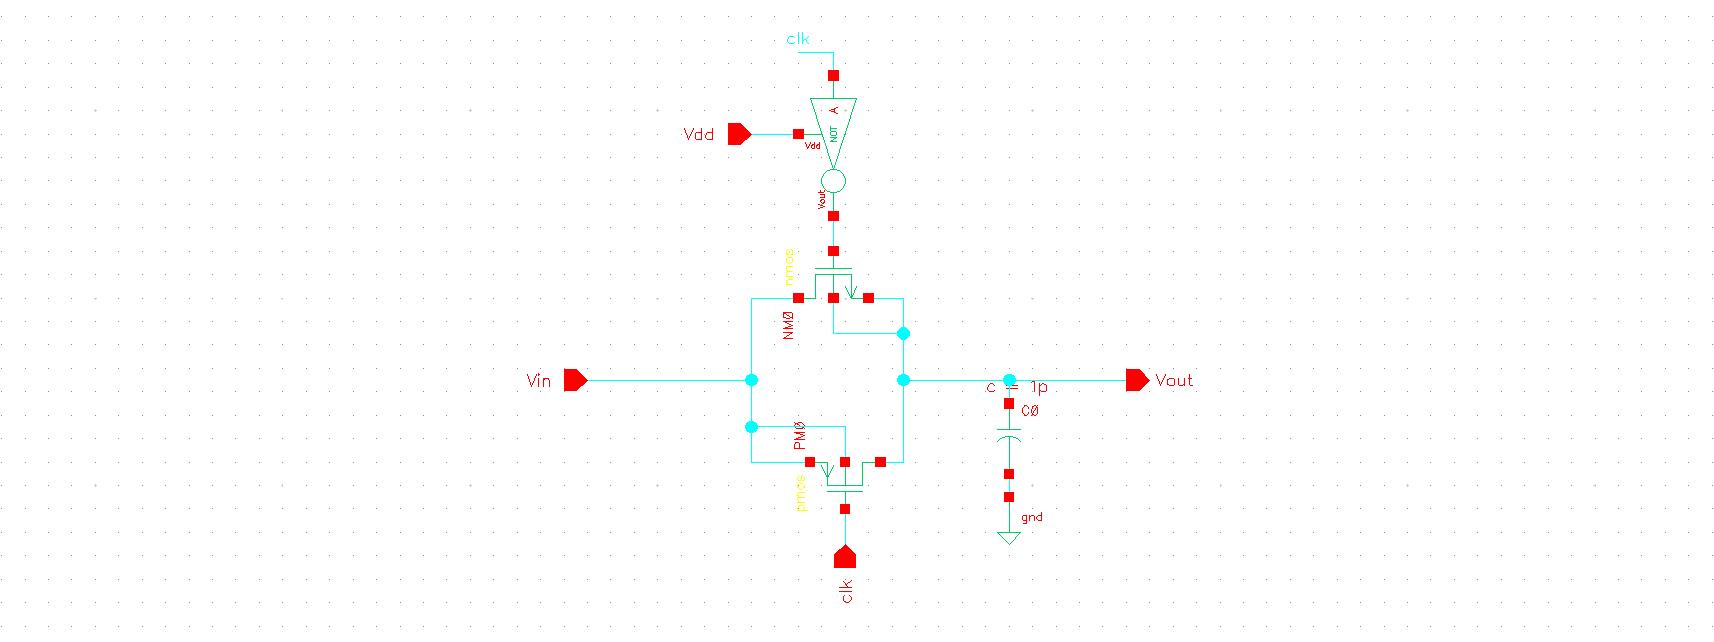 clk
A
NOT
Vdd
Vdd
Vout
nmos
NM0
Vin
c = 1p
Vout
C0
PM0
pmos
gnd
clk